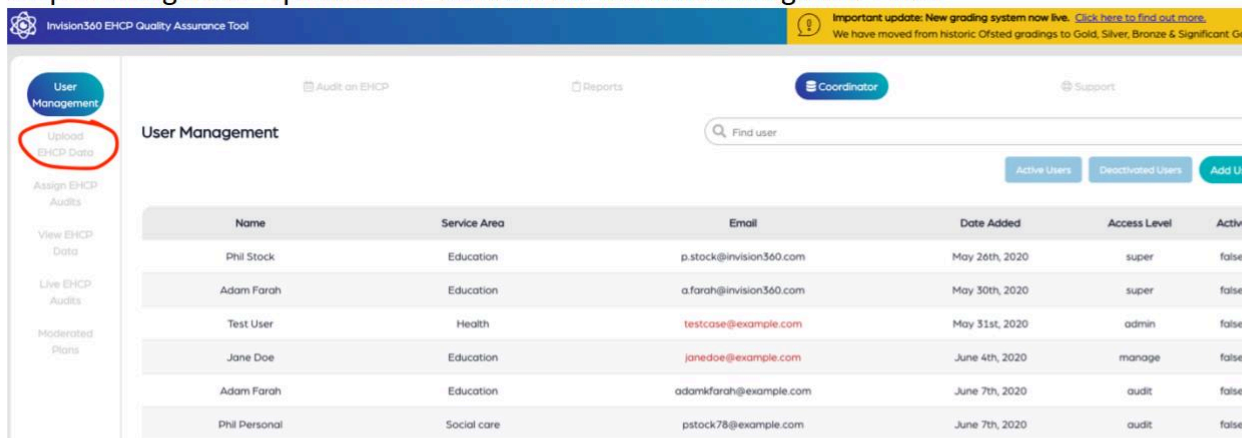 Invision360 EHCP Quality Assurance Tool
Important update: New grading system now live. Click here to find out more.
We have moved from historic Ofsted gradings to Gold, Silver, Bronze & Significant
User Management
Audit an EHCP
Reports
Coordinator
Support
Upload EHCP Data
User Management
Find user
Assign EHCP Audits
Active Users
Deactivated Users
Add
View EHCP Data
Name Service Area Email Date Added Access Level
Phil Stock Education p.stock@invision360.com May 26th, 2020 super false
Live EHCP Audits
Adam Farah Education a.farah@invision360.com May 30th, 2020 super false
Moderated Plans
Test User Health testcase@example.com May 31st, 2020 admin false
Jane Doe Education janedoe@example.com June 4th, 2020 manage false
Adam Farah Education adamkfarah@example.com June 7th, 2020 audit false
Phil Personal Social care pstock78@example.com June 7th, 2020 audit false